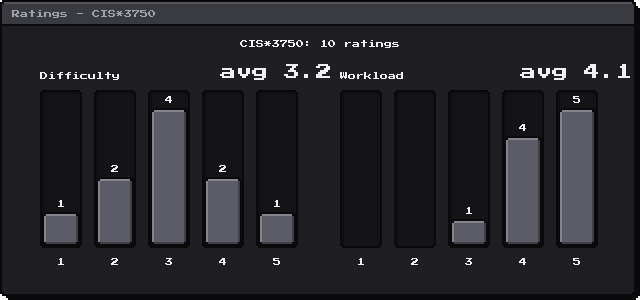 Ratings - CIS*3750
CIS*3750: 10 ratings
Difficulty avg 3.2
4
2 2
1 1
1 2 3 4 5
Workload avg 4.1
5
4
1
1 2 3 4 5